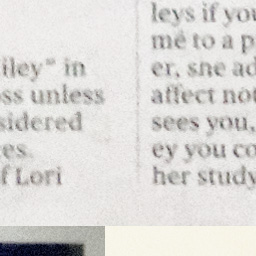 iley" in
ss unless
sidered
es.
f Lori
leys if you
me to a p
er, she ad
affect not
sees you,
ey you co
her study